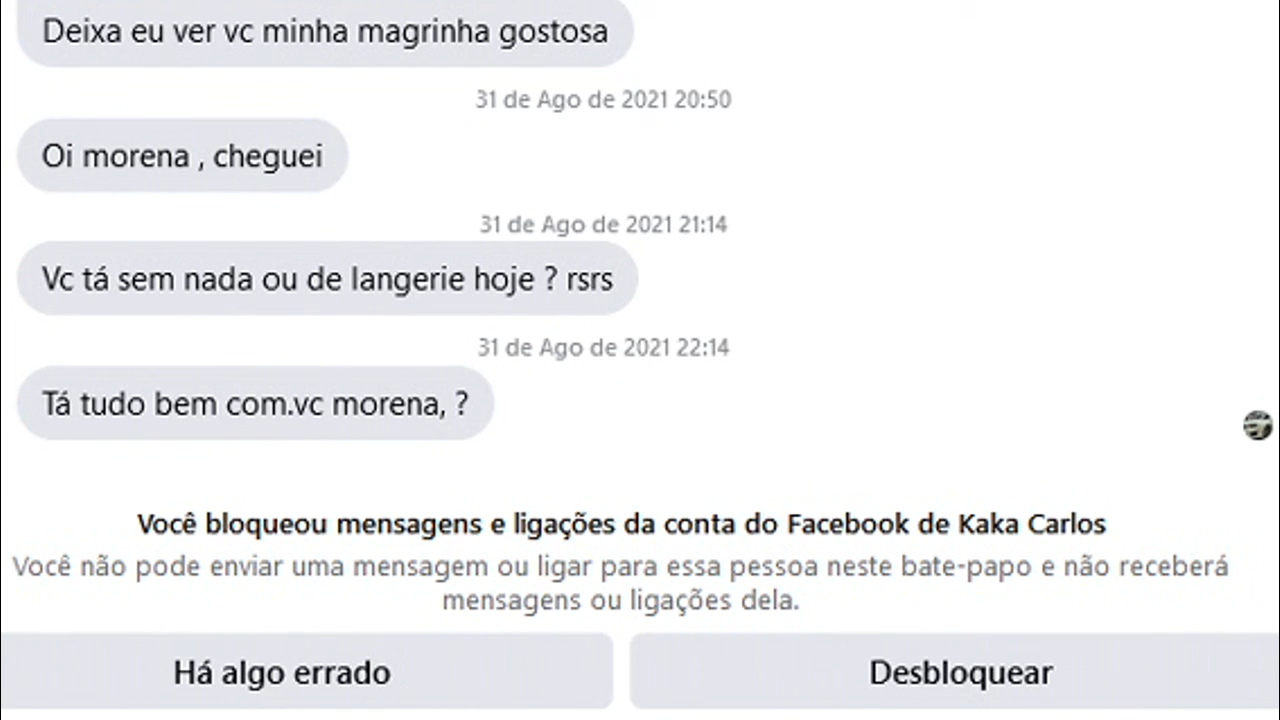 Deixa eu ver vc minha magrinha gostosa
31 de Ago de 2021 20:50
Oi morena , cheguei
31 de Ago de 2021 21:14
Vc tá sem nada ou de langerie hoje ? rsrs
31 de Ago de 2021 22:14
Tá tudo bem com.vc morena, ?
Você bloqueou mensagens e ligações da conta do Facebook de Kaka Carlos
Você não pode enviar uma mensagem ou ligar para essa pessoa neste bate-papo e não receberá
mensagens ou ligações dela.
Há algo errado
Desbloquear